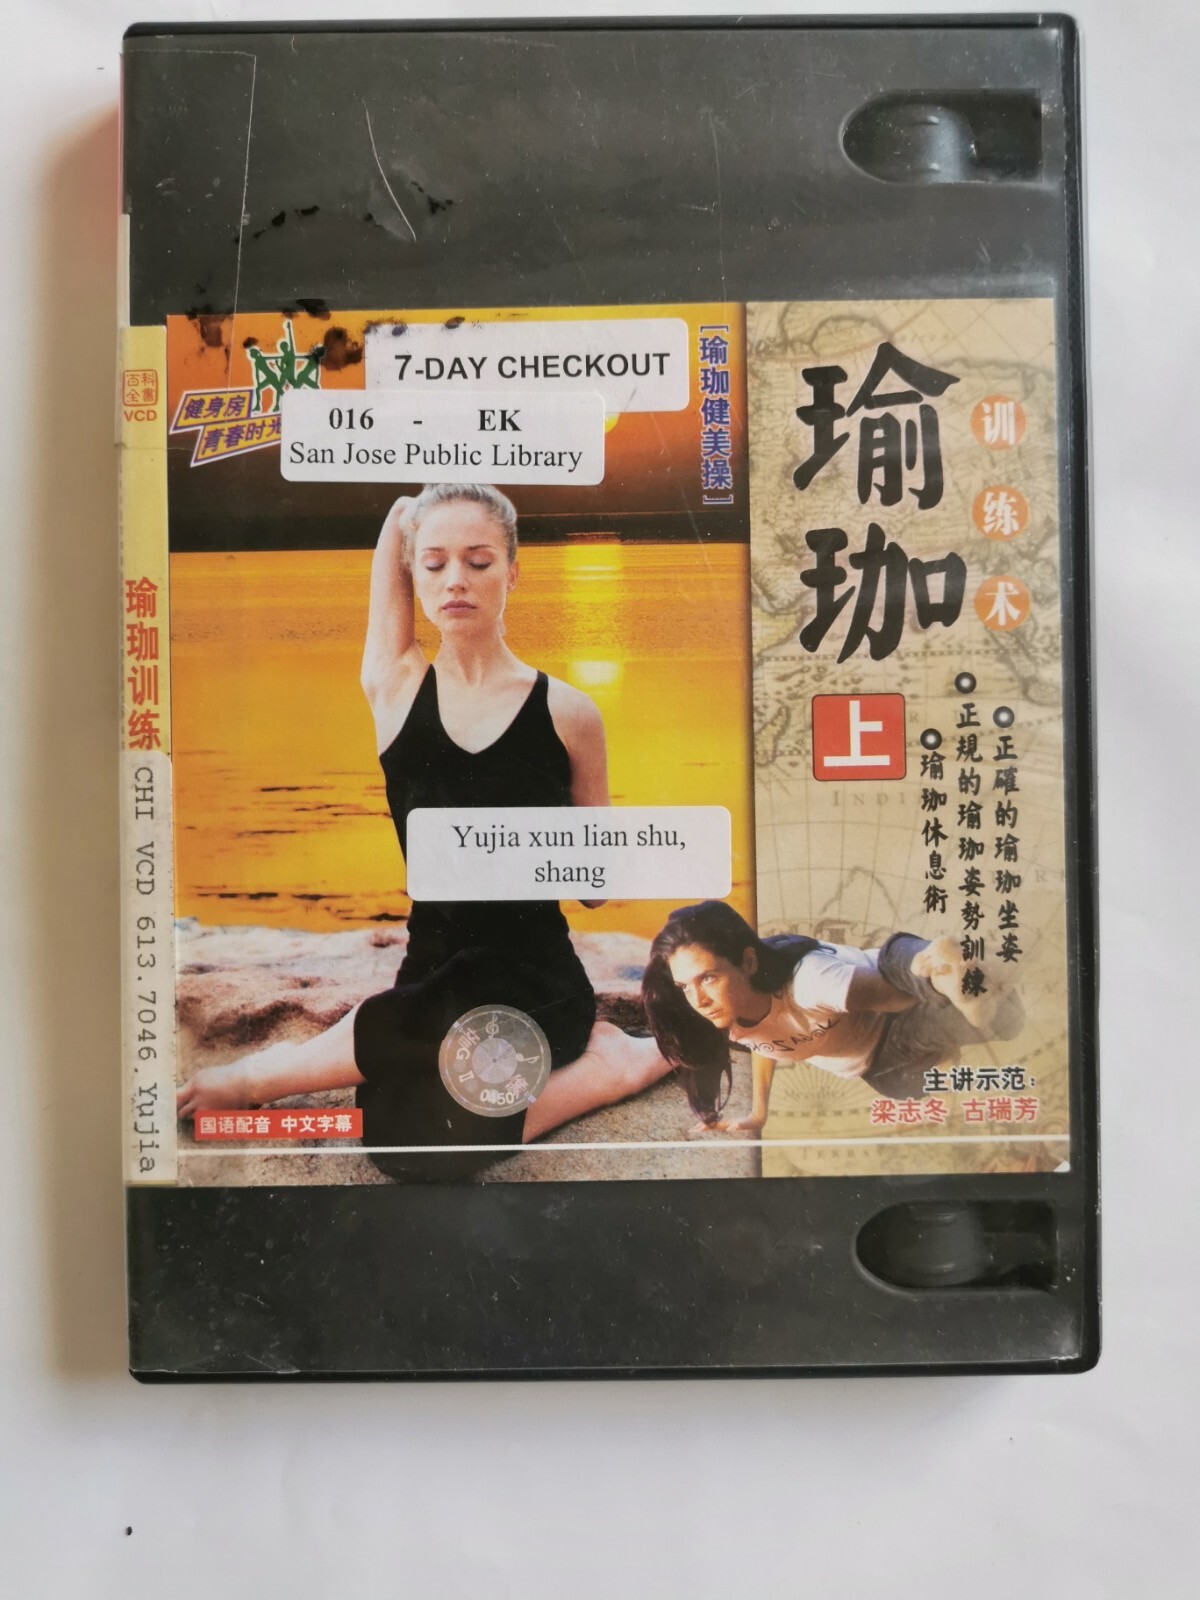 7-DAY CHECKOUT
016 - EK
San Jose Public Library
健身房
青春时光
[瑜珈健美操]
瑜珈
训练术
上
正確的瑜珈坐姿
正規的瑜珈姿勢訓練
瑜珈休息術
Yujia xun lian shu,
shang
主讲示范:
梁志冬 古瑞芳
国语配音 中文字幕
百科
全書
VCD
瑜珈训练
CHI VCD 613.7046.Yujia